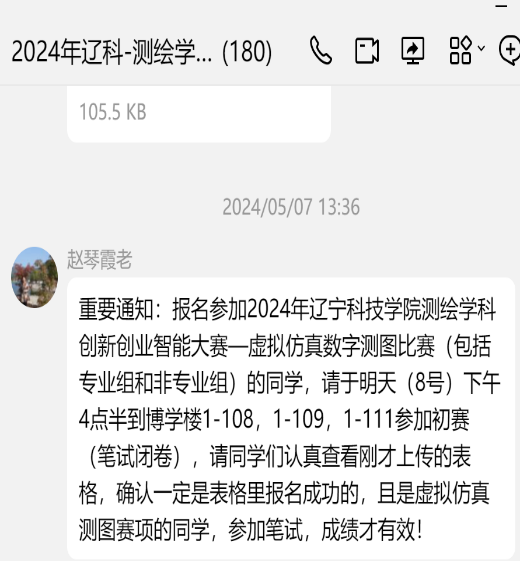 2024年辽科-测绘学... (180)
105.5 KB
2024/05/07 13:36
赵琴霞老
重要通知：报名参加2024年辽宁科技学院测绘学科
创新创业智能大赛—虚拟仿真数字测图比赛（包括
专业组和非专业组）的同学，请于明天（8号）下午
4点半到博学楼1-108，1-109，1-111参加初赛
（笔试闭卷），请同学们认真查看刚才上传的表
格，确认一定是表格里报名成功的，且是虚拟仿真
测图赛项的同学，参加笔试，成绩才有效！